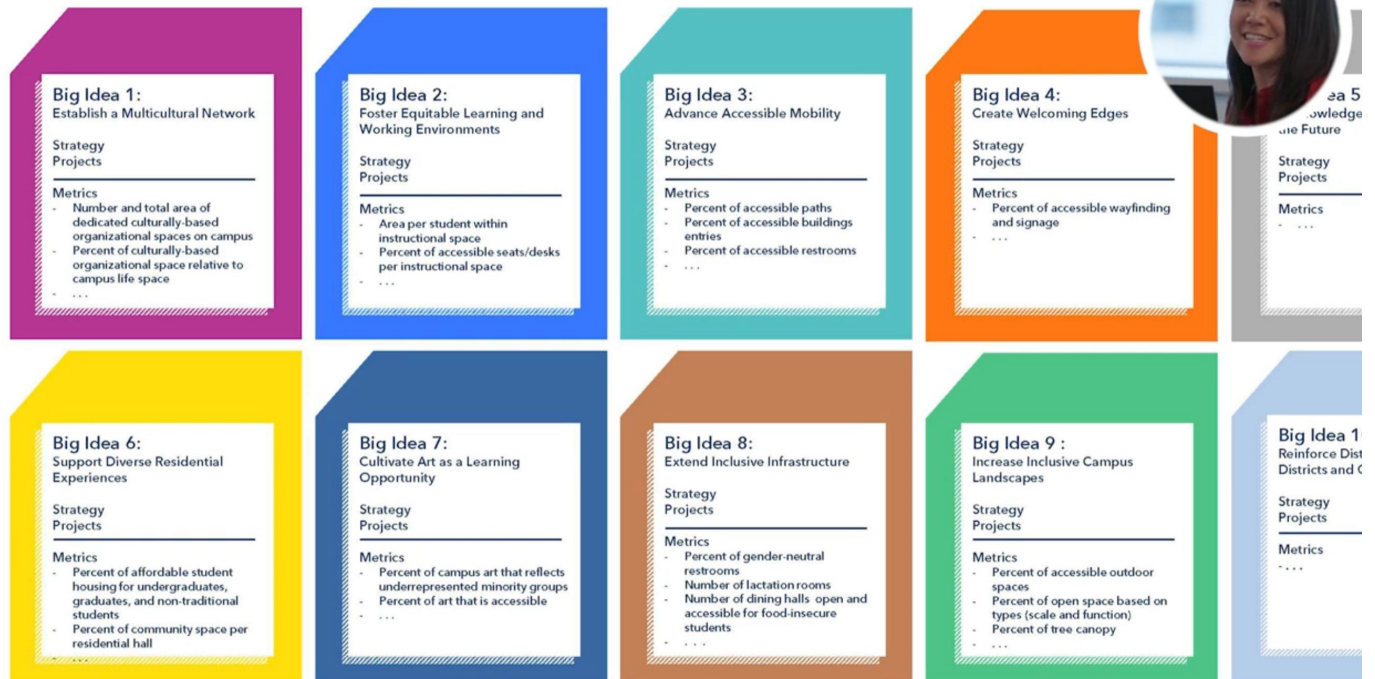 Big Idea 1:
Establish a Multicultural Network
Strategy
Projects
Metrics
- Number and total area of
dedicated culturally-based
organizational spaces on campus
- Percent of culturally-based
organizational space relative to
campus life space
- ...
Big Idea 2:
Foster Equitable Learning and
Working Environments
Strategy
Projects
Metrics
- Area per student within
instructional space
- Percent of accessible seats/desks
per instructional space
- ...
Big Idea 3:
Advance Accessible Mobility
Strategy
Projects
Metrics
- Percent of accessible paths
- Percent of accessible buildings
entries
- Percent of accessible restrooms
- ...
Big Idea 4:
Create Welcoming Edges
Strategy
Projects
Metrics
- Percent of accessible wayfinding
and signage
- ...
5
the Future
Strategy
Projects
Metrics
- ...
Big Idea 6:
Support Diverse Residential
Experiences
Strategy
Projects
Metrics
- Percent of affordable student
housing for undergraduates,
graduates, and non-traditional
students
- Percent of community space per
residential hall
- ...
Big Idea 7:
Cultivate Art as a Learning
Opportunity
Strategy
Projects
Metrics
- Percent of campus art that reflects
underrepresented minority groups
- Percent of art that is accessible
- ...
Big Idea 8:
Extend Inclusive Infrastructure
Strategy
Projects
Metrics
- Percent of gender-neutral
restrooms
- Number of lactation rooms
- Number of dining halls open and
accessible for food-insecure
students
- ...
Big Idea 9 :
Increase Inclusive Campus
Landscapes
Strategy
Projects
Metrics
- Percent of accessible outdoor
spaces
- Percent of open space based on
types (scale and function)
- Percent of tree canopy
- ...
Big Idea
Reinforce
Districts and
Strategy
Projects
Metrics
- ...